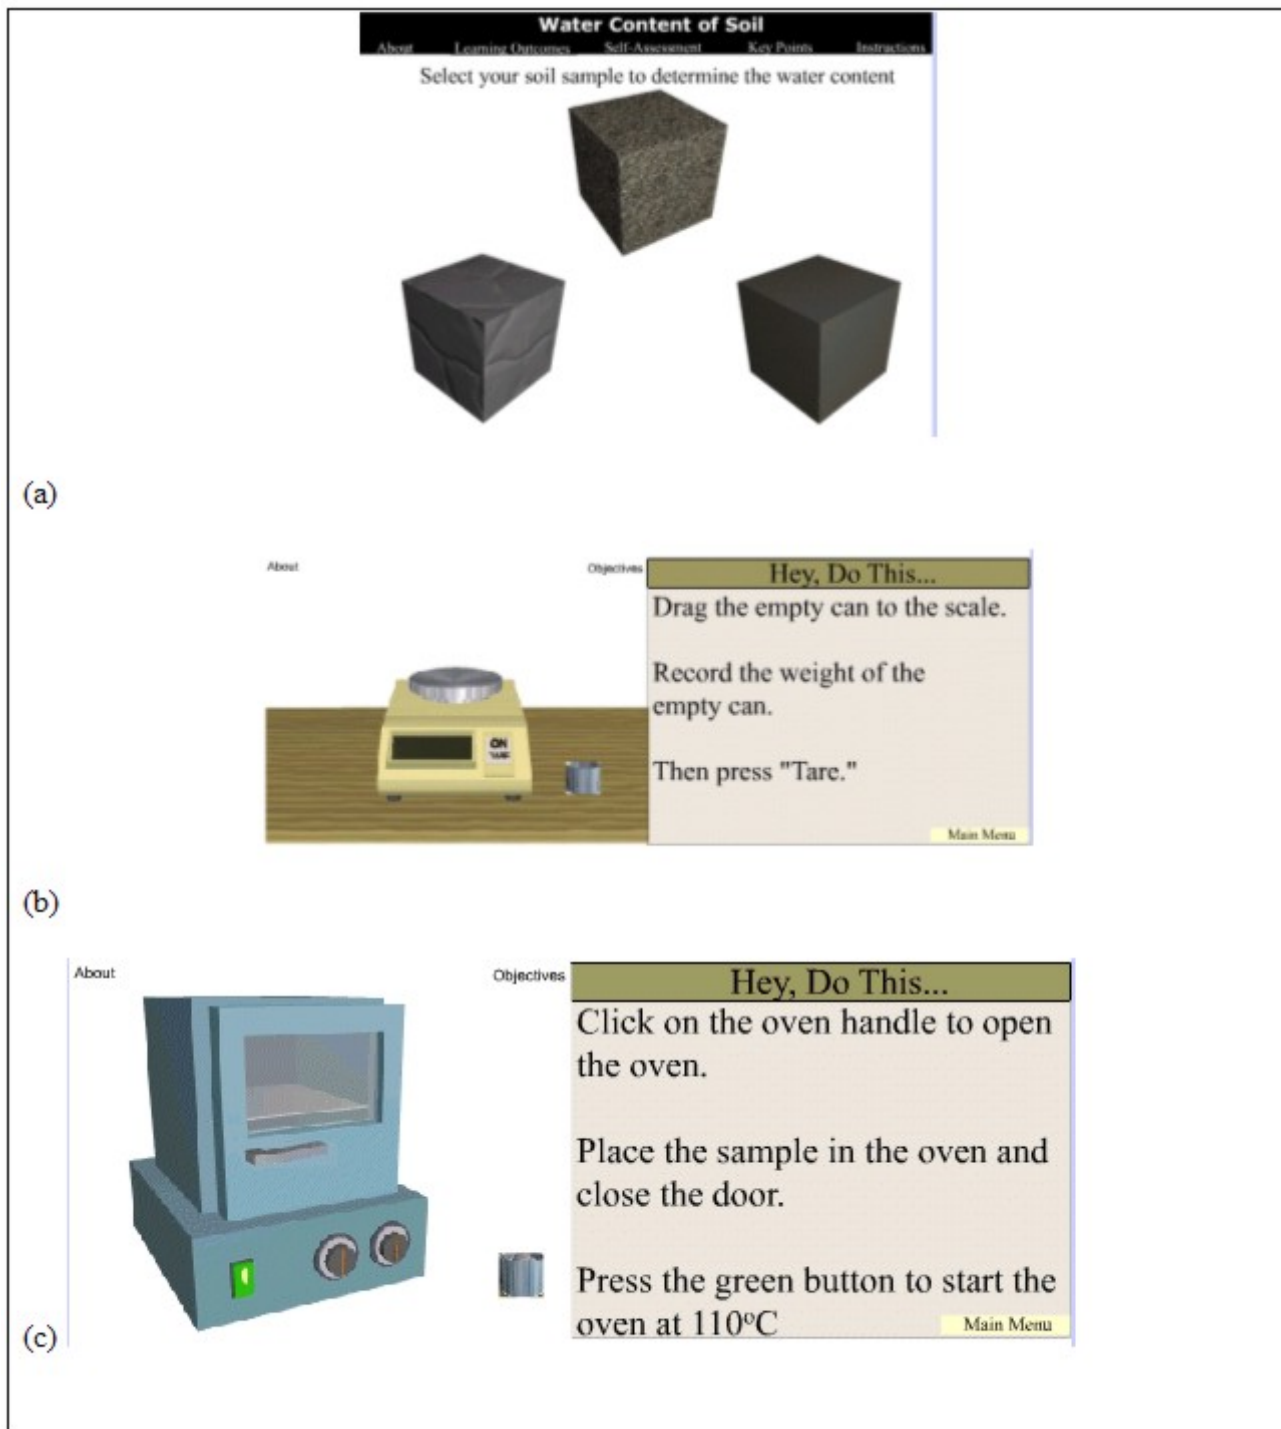 Water Content of Soil
About Learning Outcomes Self-Assessment Key Points Instructions
Select your soil sample to determine the water content
(a)
About Objectives
Hey, Do This...
Drag the empty can to the scale.
Record the weight of the
empty can.
Then press "Tare."
ON
Main Menu
(b)
About Objectives
Hey, Do This...
Click on the oven handle to open
the oven.
Place the sample in the oven and
close the door.
Press the green button to start the
oven at 110°C
Main Menu
(c)